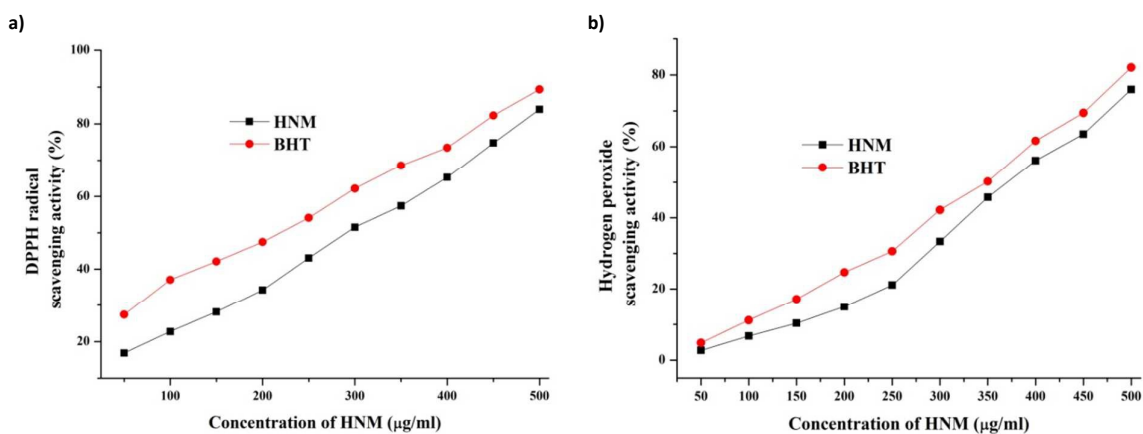 a)
100
80
60
40
20
DPPH radical
scavenging activity (%)
HNM
BHT
100
200
300
400
500
Concentration of HNM (μg/ml)
b)
80
60
40
20
0
Hydrogen peroxide
scavenging activity (%)
HNM
BHT
50
100
150
200
250
300
350
400
450
500
Concentration of HNM (μg/ml)